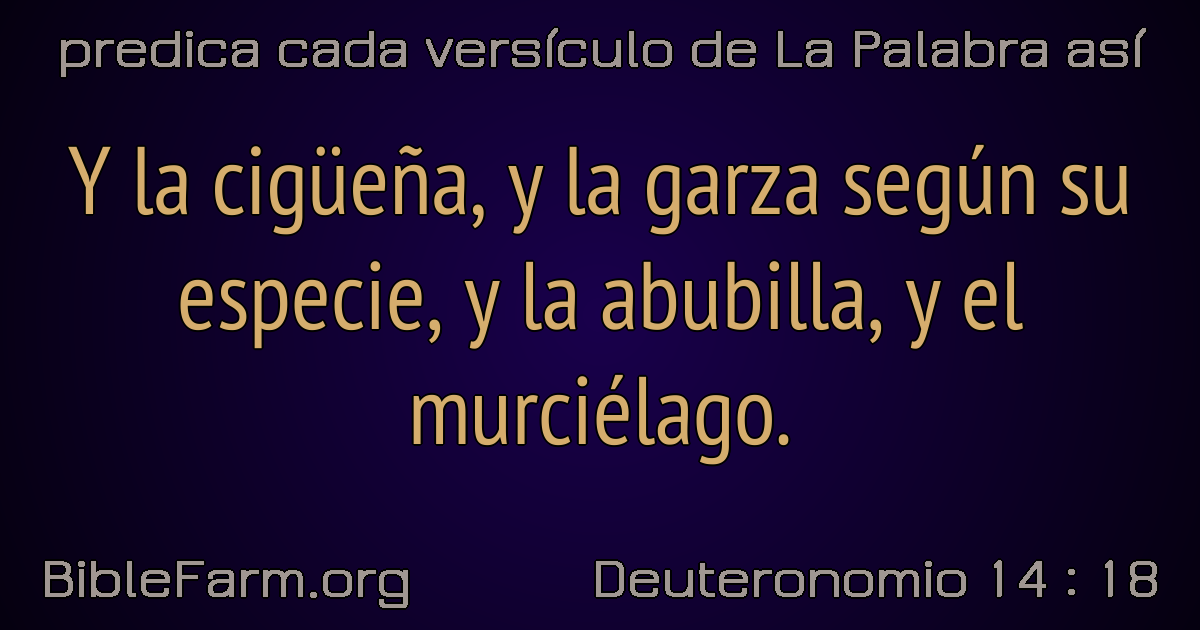 predica cada versículo de La Palabra así
Y la cigüeña, y la garza según su
especie, y la abubilla, y el
murciélago.
BibleFarm.org
Deuteronomio 14 : 18